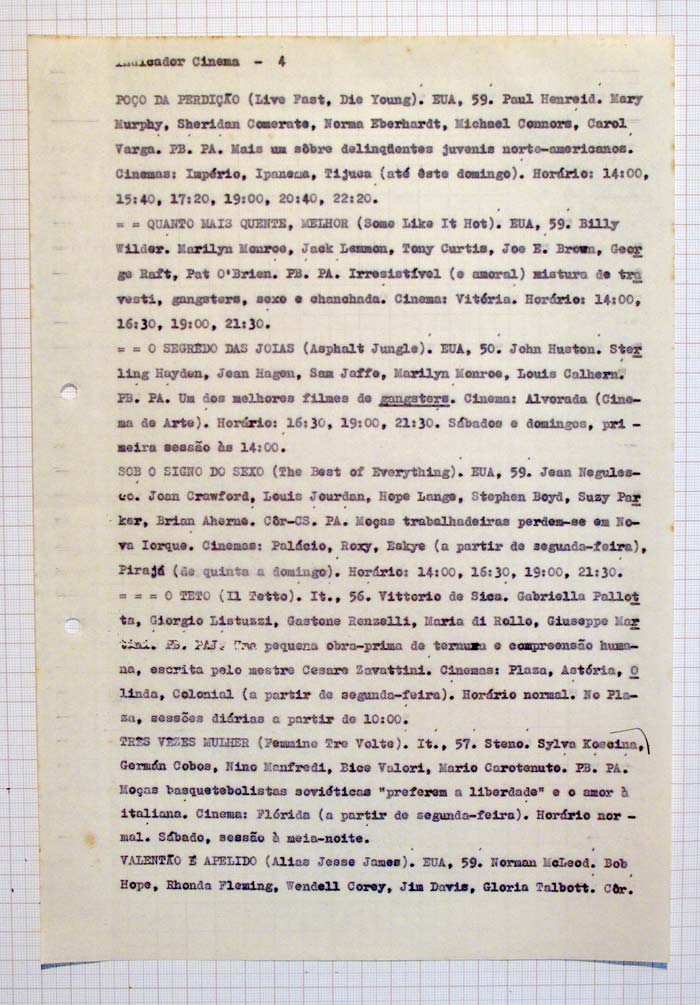 Indicador Cinema - 4
POÇO DA PERDIÇÃO (Live Fast, Die Young). EUA, 59. Paul Henreid. Mary
Murphy, Sheridan Comerate, Norma Eberhardt, Michael Connors, Carol
Varga. PB. PA. Mais um sôbre delinqüentes juvenis norte-americanos.
Cinemas: Império, Ipanema, Tijuca (até êste domingo). Horário: 14:00,
15:40, 17:20, 19:00, 20:40, 22:20.
= = QUANTO MAIS QUENTE, MELHOR (Some Like It Hot). EUA, 59. Billy
Wilder. Marilyn Monroe, Jack Lemmon, Tony Curtis, Joe E. Brown, Geor
ge Raft, Pat O'Brien. PB. PA. Irresistível (e amoral) mistura de tra
vesti, gangsters, sexo e chanchada. Cinema: Vitória. Horário: 14:00,
16:30, 19:00, 21:30.
= = O SEGRÊDO DAS JOIAS (Asphalt Jungle). EUA, 50. John Huston. Ster
ling Hayden, Jean Hagen, Sam Jaffe, Marilyn Monroe, Louis Calhern.
PB. PA. Um dos melhores filmes de gangsters. Cinema: Alvorada (Cine-
ma de Arte). Horário: 16:30, 19:00, 21:30. Sábados e domingos, pri -
meira sessão às 14:00.
SOB O SIGNO DO SEXO (The Best of Everything). EUA, 59. Jean Negules-
co. Joan Crawford, Louis Jourdan, Hope Lange, Stephen Boyd, Suzy Par
ker, Brian Aherne. Côr-CS. PA. Moças trabalhadeiras perdem-se em No-
va Iorque. Cinemas: Palácio, Roxy, Eskye (a partir de segunda-feira),
Pirajá (de quinta a domingo). Horário: 14:00, 16:30, 19:00, 21:30.
= = = O TETO (Il Tetto). It., 56. Vittorio de Sica. Gabriella Pallot
ta, Giorgio Listuzzi, Gastone Renzelli, Maria di Rollo, Giuseppe Mar
tini. PB. PAJ. Uma pequena obra-prima de ternura e compreensão huma-
na, escrita pelo mestre Cesare Zavattini. Cinemas: Plaza, Astória, O
linda, Colonial (a partir de segunda-feira). Horário normal. No Pla-
za, sessões diárias a partir de 10:00.
TRÊS VEZES MULHER (Femmine Tre Volte). It., 57. Steno. Sylva Koscina,
Germán Cobos, Nino Manfredi, Bice Valori, Mario Carotenuto. PB. PA.
Moças basquetebolistas soviéticas "preferem a liberdade" e o amor à
italiana. Cinema: Flórida (a partir de segunda-feira). Horário nor -
mal. Sábado, sessão à meia-noite.
VALENTÃO É APELIDO (Alias Jesse James). EUA, 59. Norman McLeod. Bob
Hope, Rhonda Fleming, Wendell Corey, Jim Davis, Gloria Talbott. Côr.